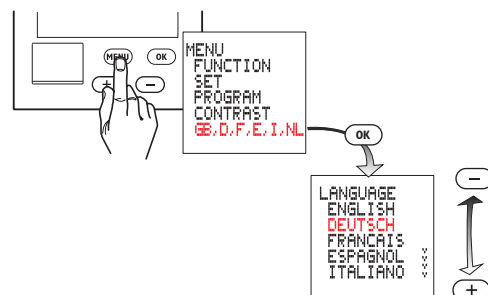 MENU
OK
+
−
MENU
FUNCTION
SET
PROGRAM
CONTRAST
GB,D,F,E,I,NL
OK
LANGUAGE
ENGLISH
DEUTSCH
FRANCAIS
ESPAGNOL
ITALIANO
−
+